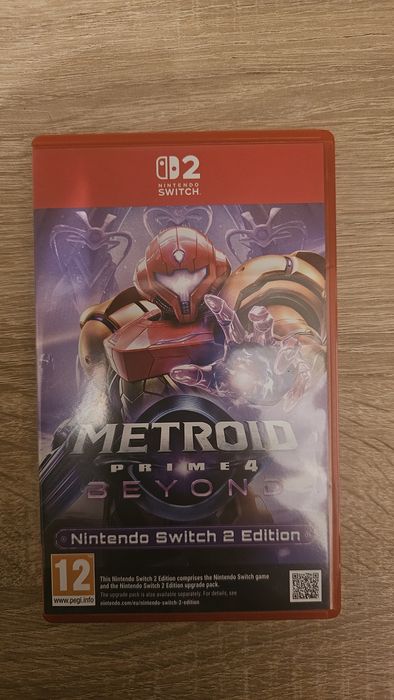 2
NINTENDO
SWITCH
METROID
PRIME 4
BEYOND
Nintendo Switch 2 Edition
12
www.pegi.info
This Nintendo Switch 2 Edition comprises the Nintendo Switch game
and the Nintendo Switch 2 Edition upgrade pack.
The upgrade pack is also available separately. For details, see
nintendo.com/eu/nintendo-switch-2-edition